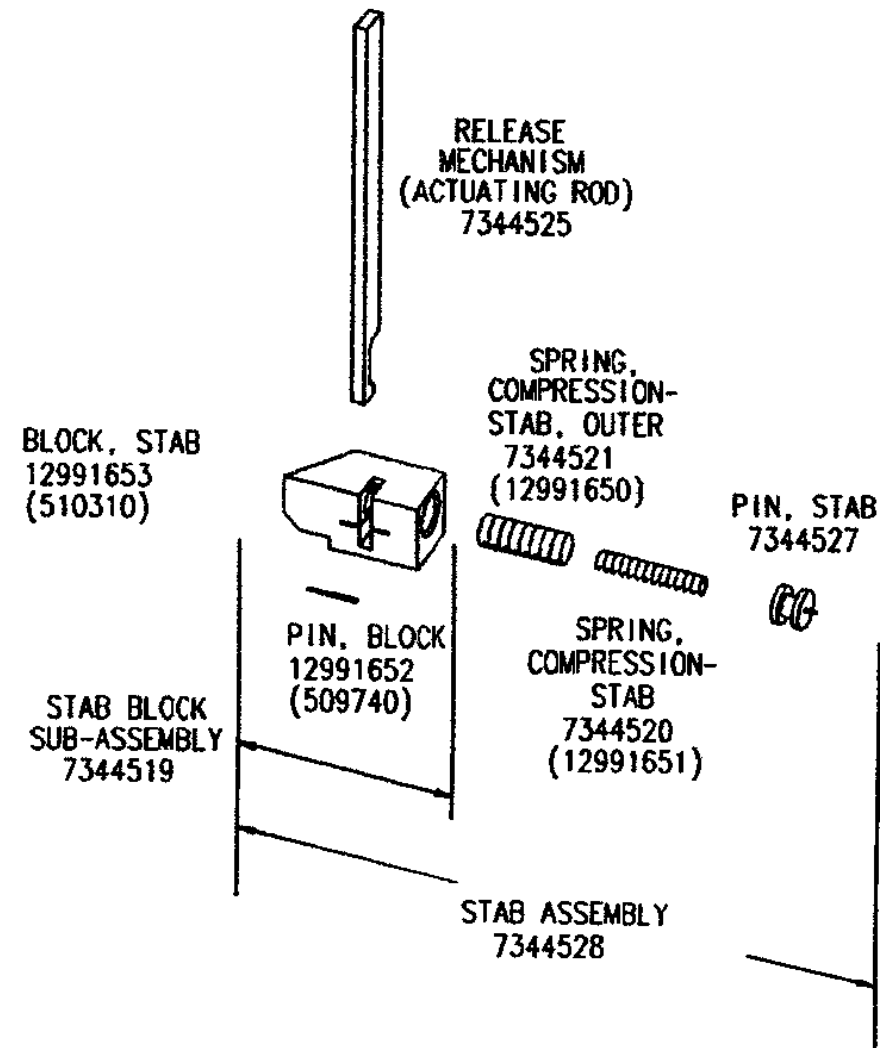 RELEASE
MECHANISM
(ACTUATING ROD)
7344525
SPRING,
COMPRESSION-
STAB, OUTER
7344521
(12991650)
BLOCK, STAB
12991653
(510310)
PIN, STAB
7344527
PIN, BLOCK
12991652
(509740)
SPRING,
COMPRESSION-
STAB
7344520
(12991651)
STAB BLOCK
SUB-ASSEMBLY
7344519
STAB ASSEMBLY
7344528